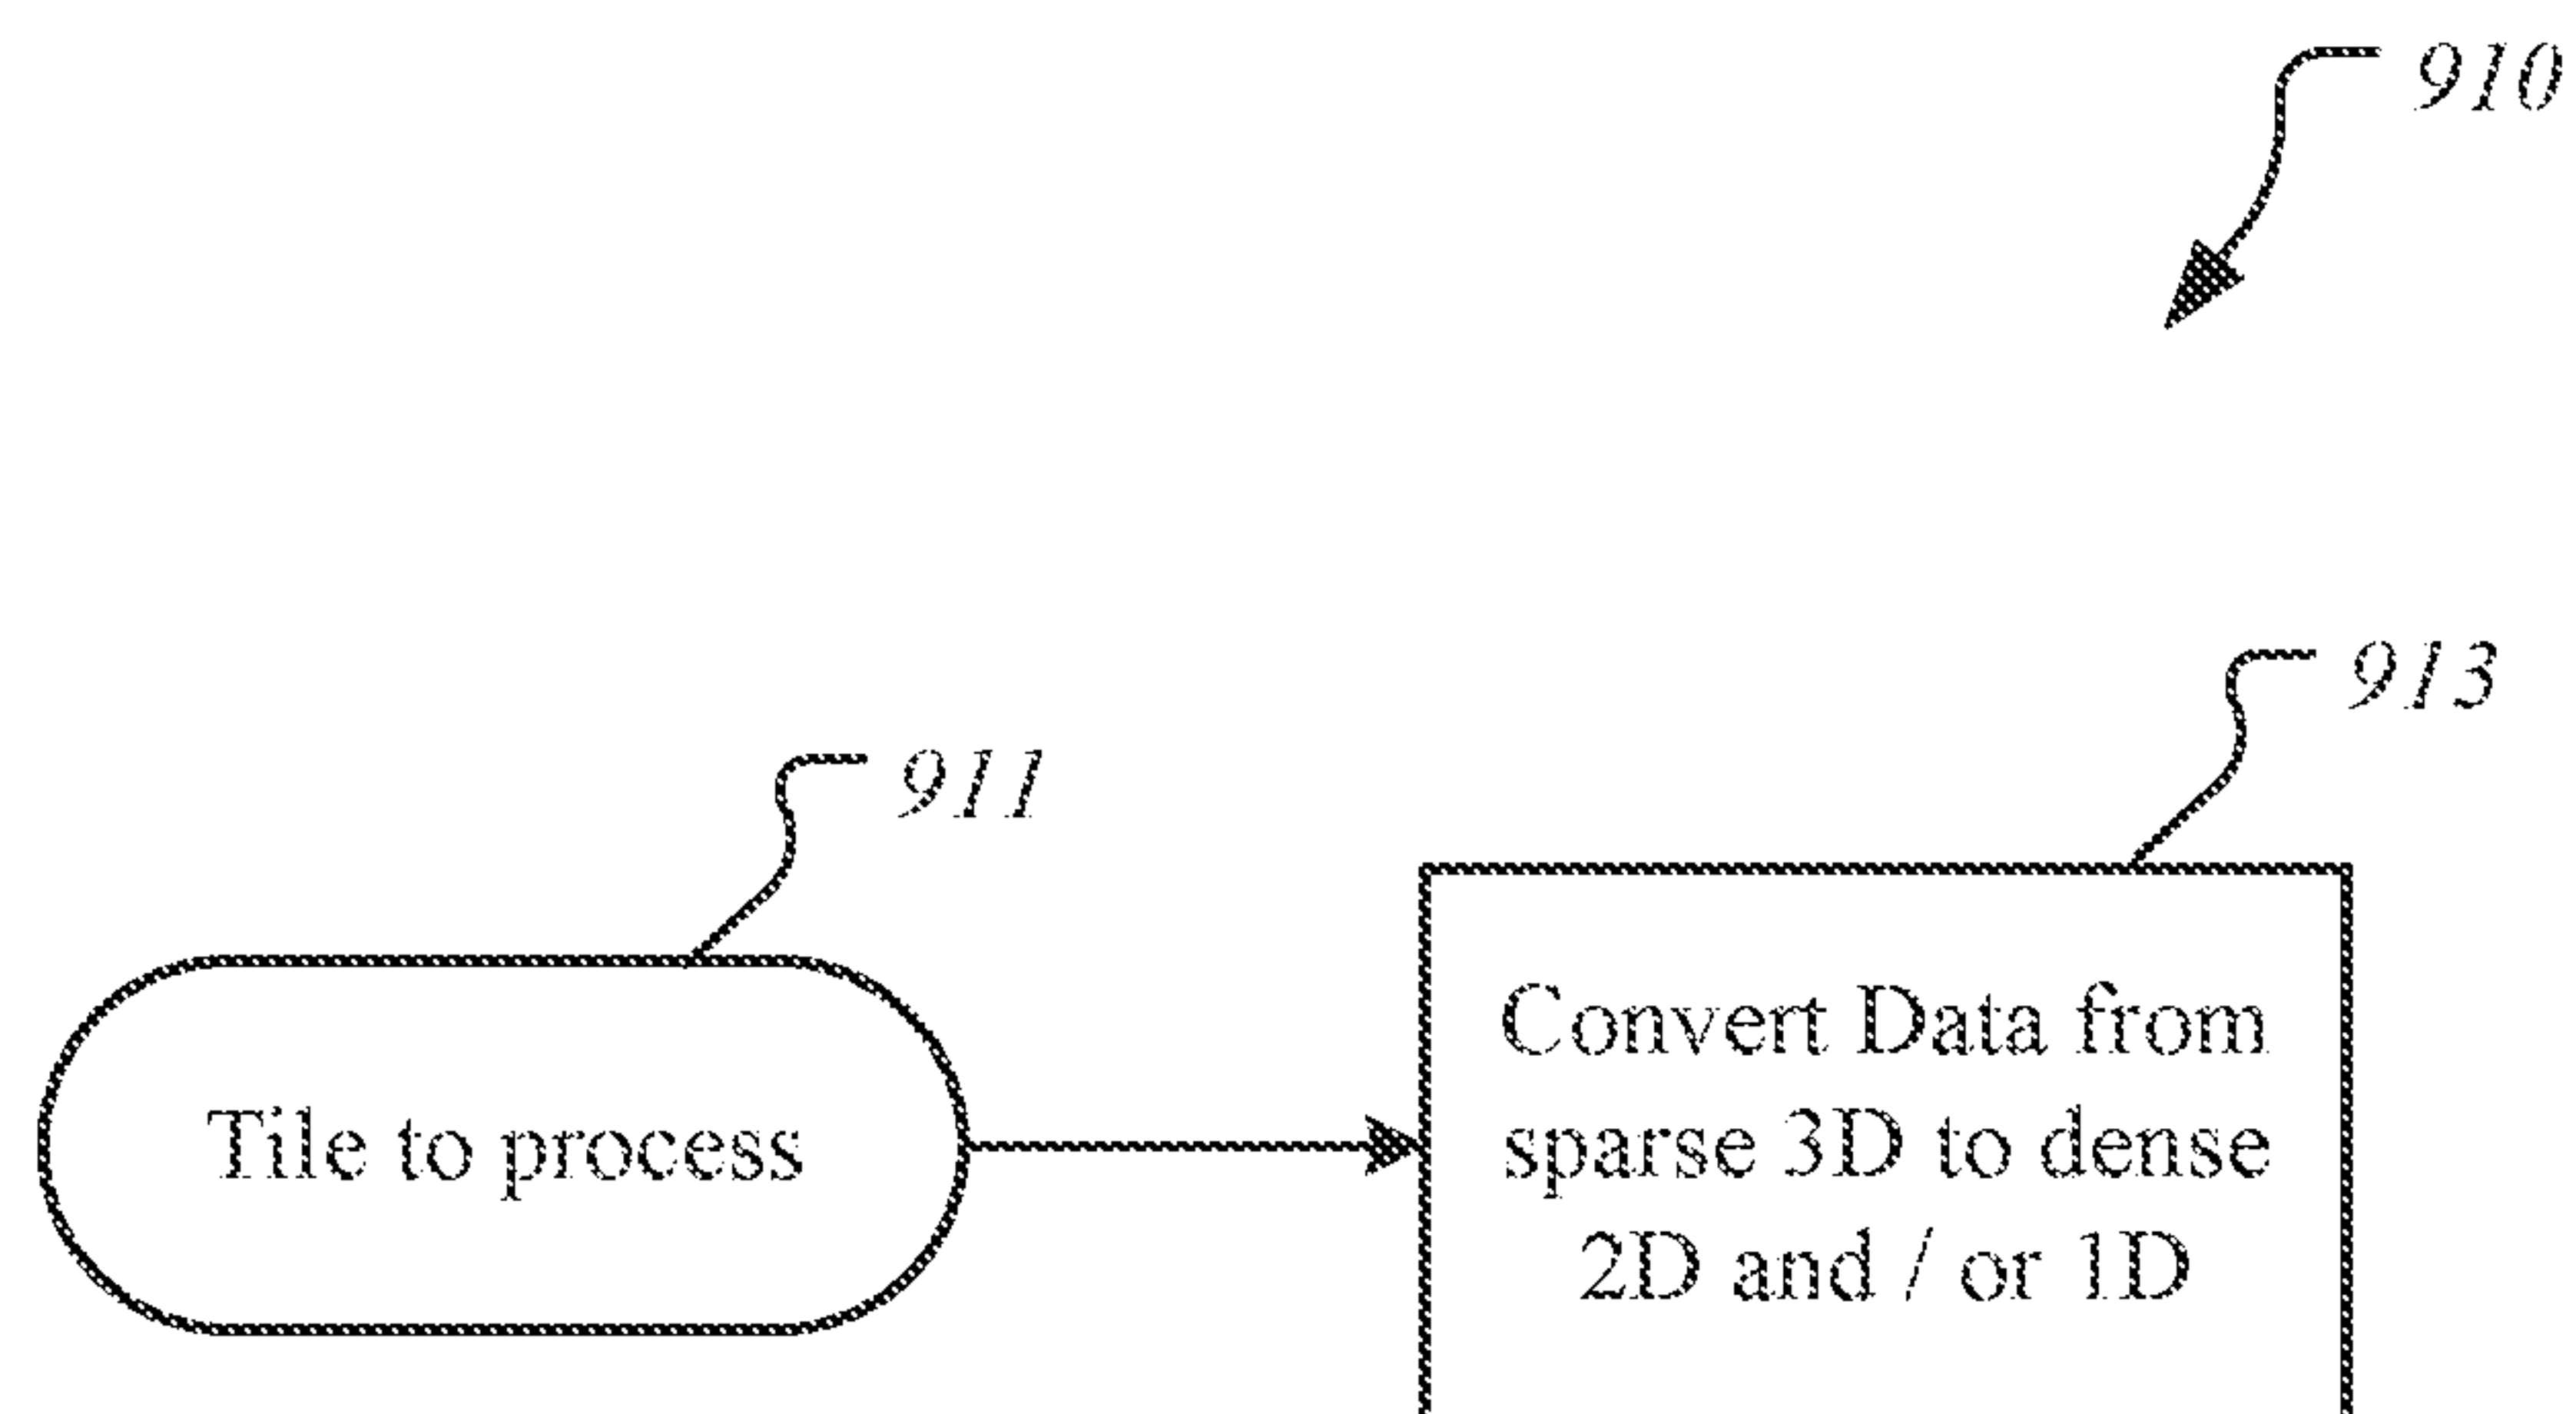 910
913
911
Convert Data from
sparse 3D to dense
2D and / or 1D
Tile to process